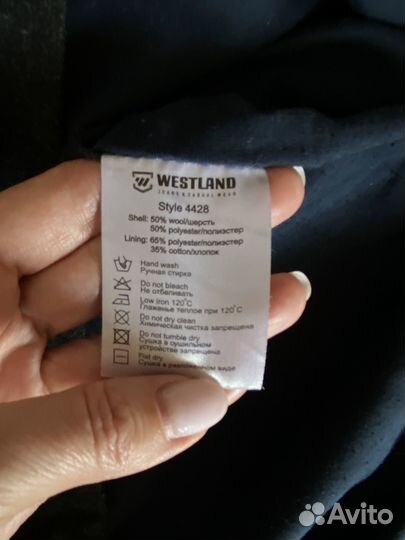 WESTLAND
JEANS & CASUAL WEAR
Style 4428
Shell: 50% wool/шерсть
50% polyester/полиэстер
Lining: 65% polyester/полиэстер
35% cotton/хлопок
Hand wash
Ручная стирка
Do not bleach
Не отбеливать
Low iron 120°C
Глаженье теплое при 120°C
Do not dry clean
Химическая чистка запрещена
Do not tumble dry
Сушка в сушильном
устройстве запрещена
Flat dry
Сушка в разложенном виде
Avito